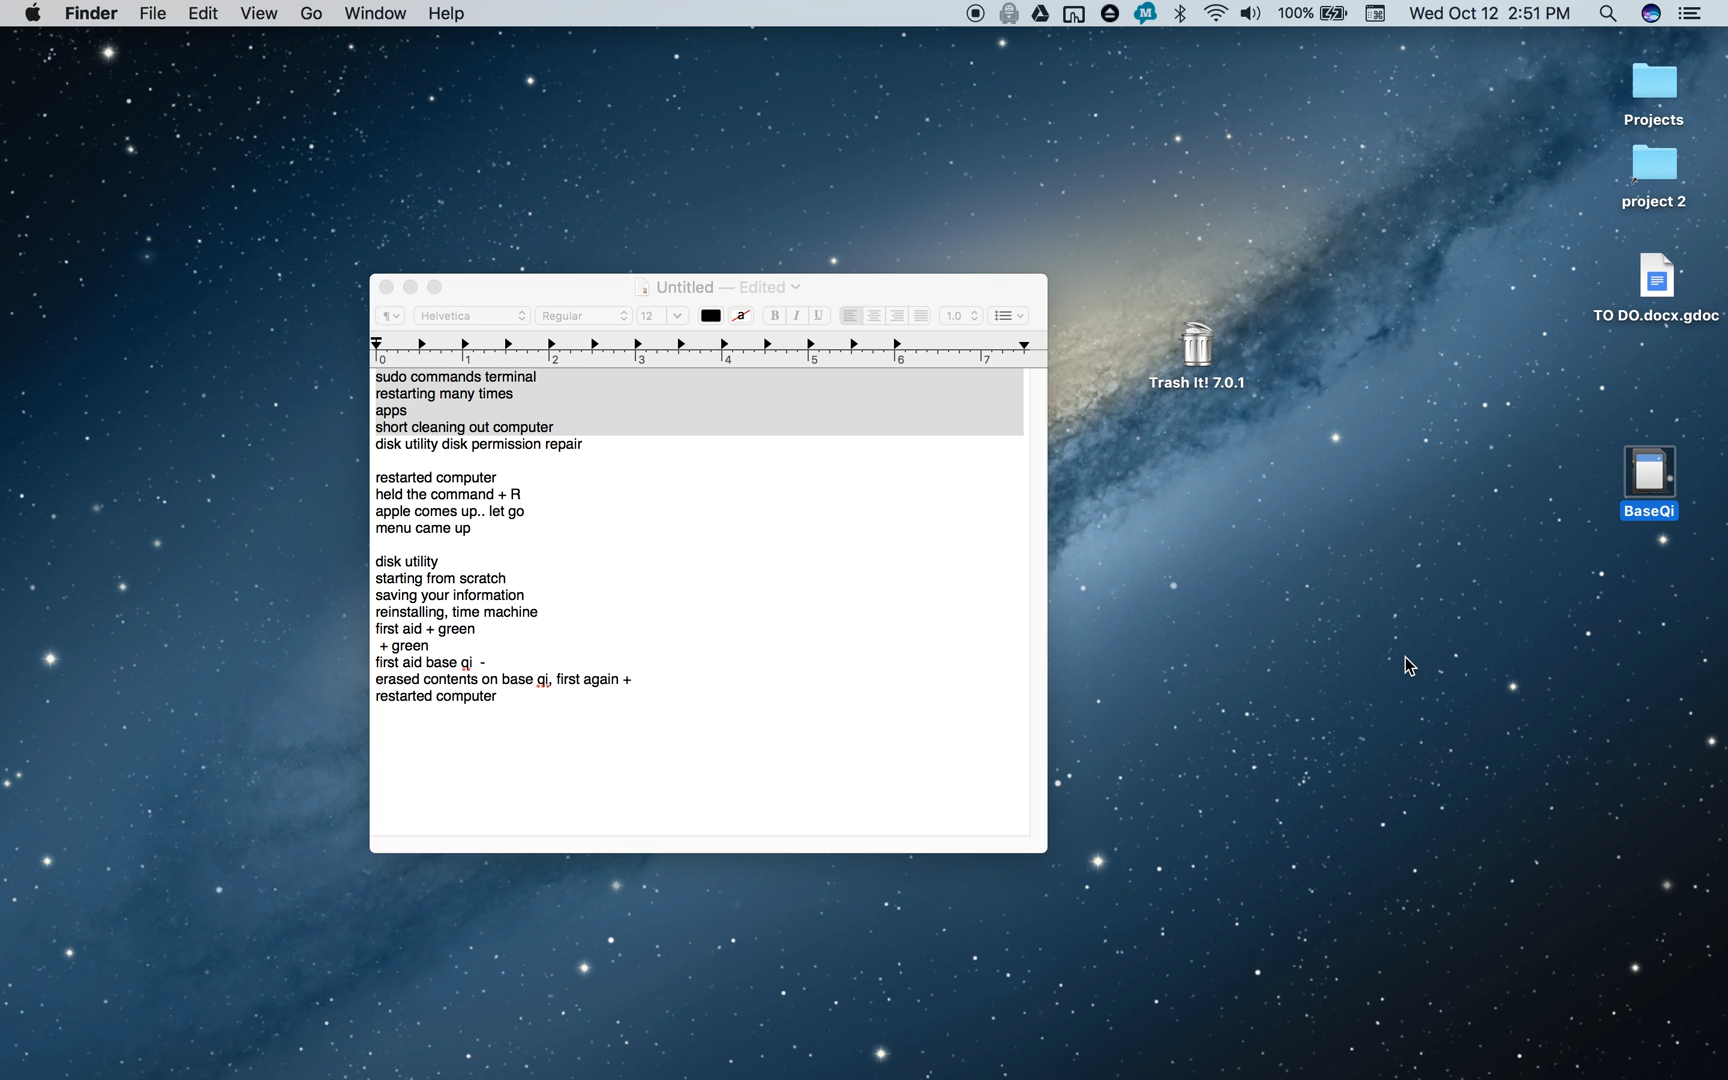 Finder File Edit View Go Window Help 100% Wed Oct 12 2:51 PM
Projects
project 2
TO DO.docx.gdoc
Trash It! 7.0.1
BaseQi
Untitled — Edited
Helvetica Regular 12 a B I U 1.0
0 1 2 3 4 5 6 7
sudo commands terminal
restarting many times
apps
short cleaning out computer
disk utility disk permission repair
restarted computer
held the command + R
apple comes up.. let go
menu came up
disk utility
starting from scratch
saving your information
reinstalling, time machine
first aid + green
+ green
first aid base qi -
erased contents on base qi, first again +
restarted computer